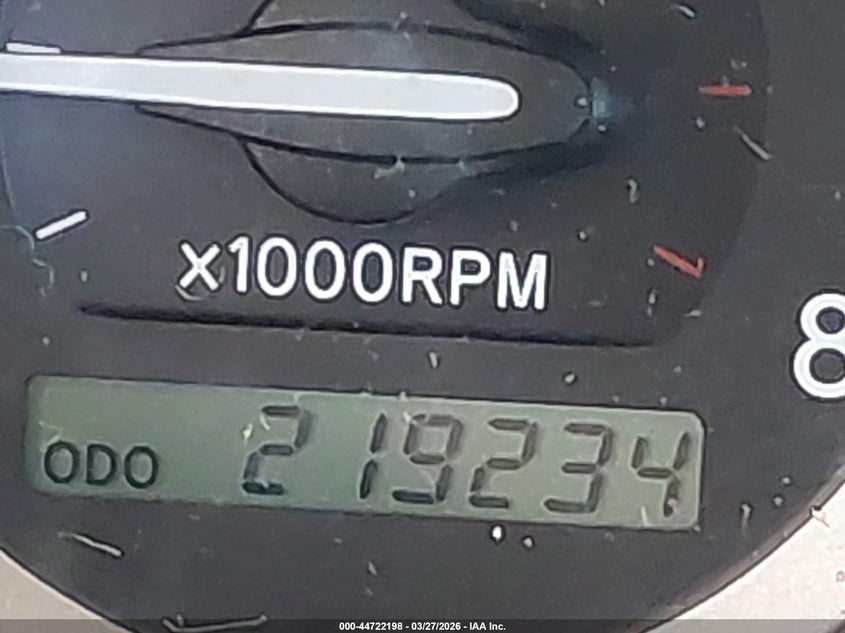 x1000RPM
8
ODO 219234
000-44722198 - 03/27/2026 - IAA Inc.